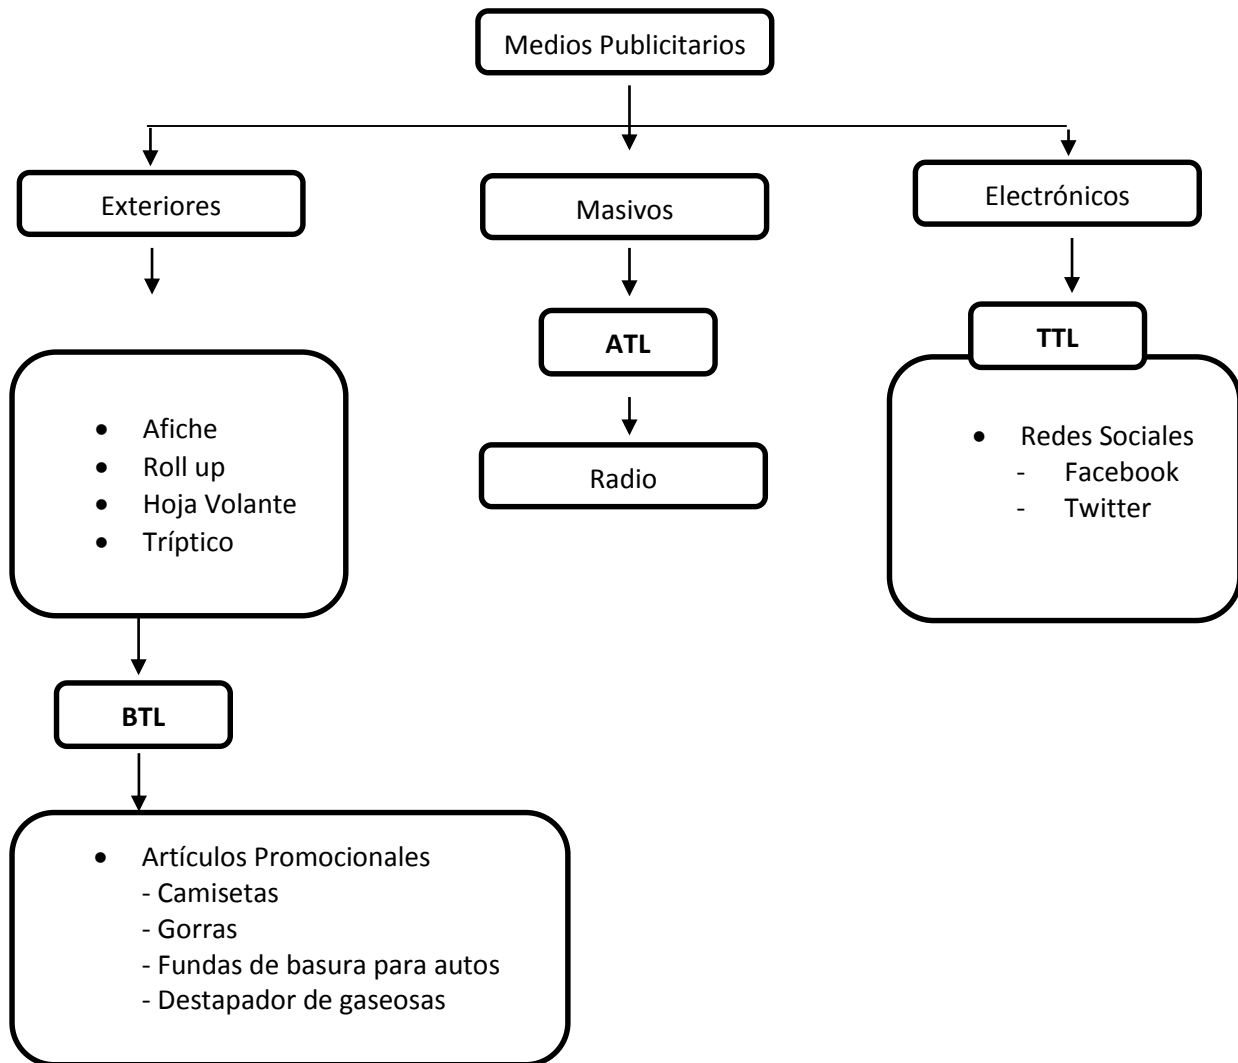 Medios Publicitarios
Exteriores
Masivos
Electrónicos
ATL
TTL
• Afiche
• Roll up
• Hoja Volante
• Tríptico
Radio
• Redes Sociales
- Facebook
- Twitter
BTL
• Artículos Promocionales
- Camisetas
- Gorras
- Fundas de basura para autos
- Destapador de gaseosas